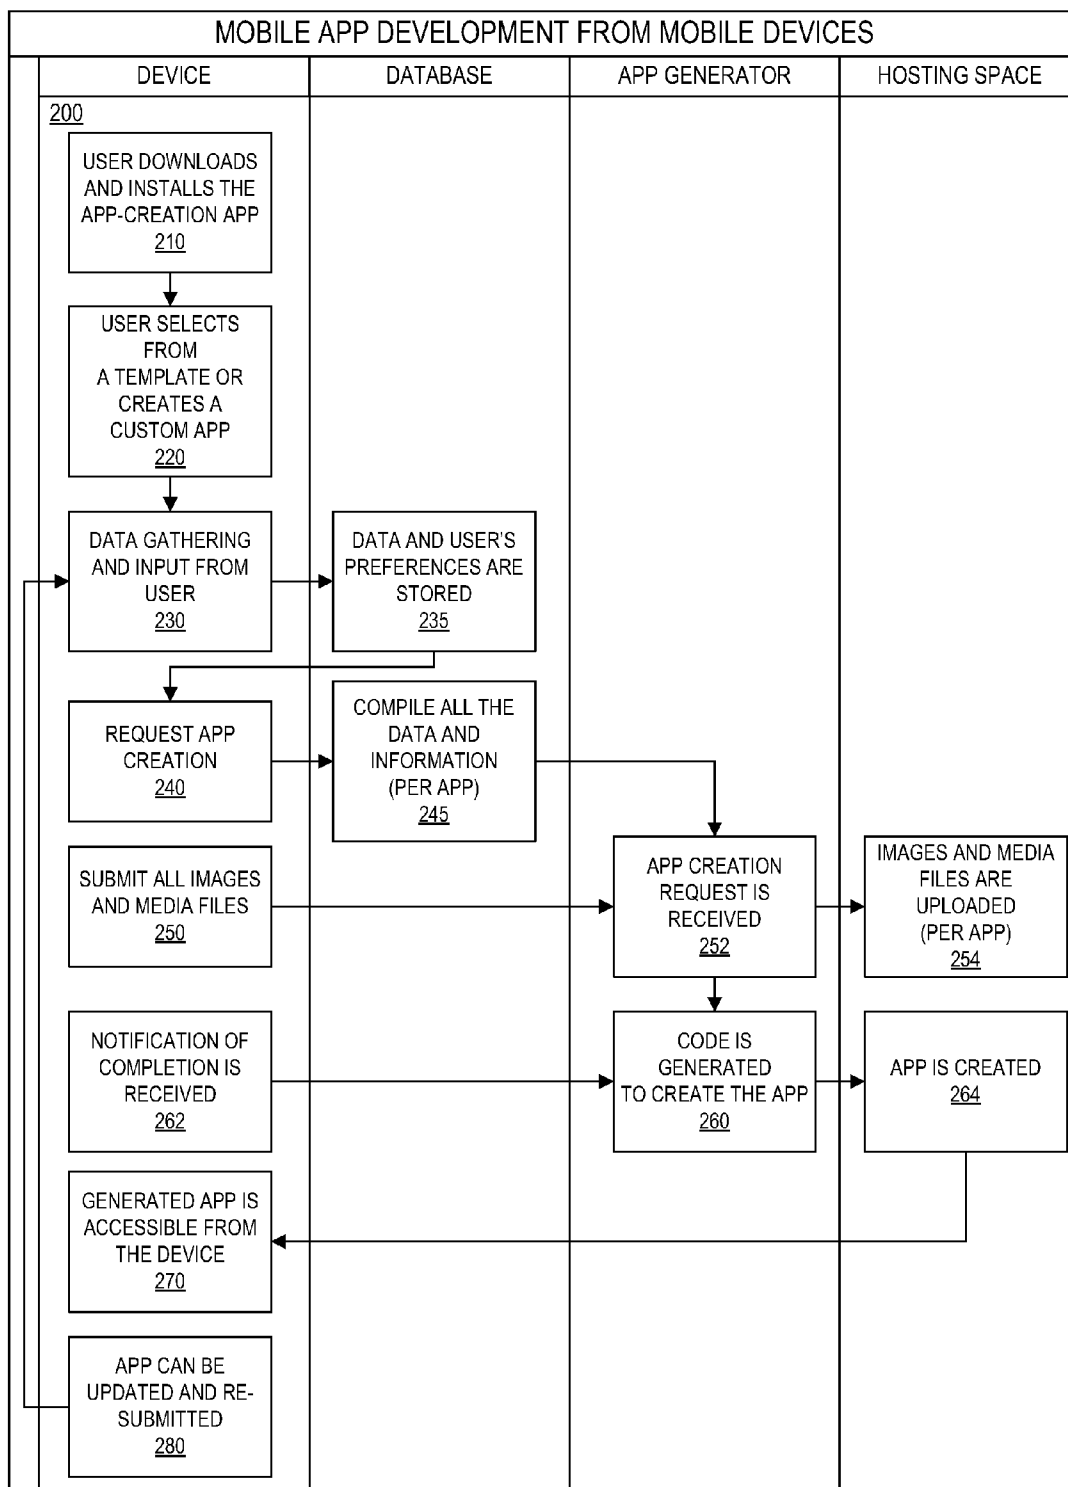 MOBILE APP DEVELOPMENT FROM MOBILE DEVICES
DEVICE
DATABASE
APP GENERATOR
HOSTING SPACE
200
USER DOWNLOADS
AND INSTALLS THE
APP-CREATION APP
210
USER SELECTS
FROM
A TEMPLATE OR
CREATES A
CUSTOM APP
220
DATA GATHERING
AND INPUT FROM
USER
230
DATA AND USER'S
PREFERENCES ARE
STORED
235
REQUEST APP
CREATION
240
COMPILE ALL THE
DATA AND
INFORMATION
(PER APP)
245
SUBMIT ALL IMAGES
AND MEDIA FILES
250
APP CREATION
REQUEST IS
RECEIVED
252
IMAGES AND MEDIA
FILES ARE
UPLOADED
(PER APP)
254
NOTIFICATION OF
COMPLETION IS
RECEIVED
262
CODE IS
GENERATED
TO CREATE THE APP
260
APP IS CREATED
264
GENERATED APP IS
ACCESSIBLE FROM
THE DEVICE
270
APP CAN BE
UPDATED AND RE-
SUBMITTED
280